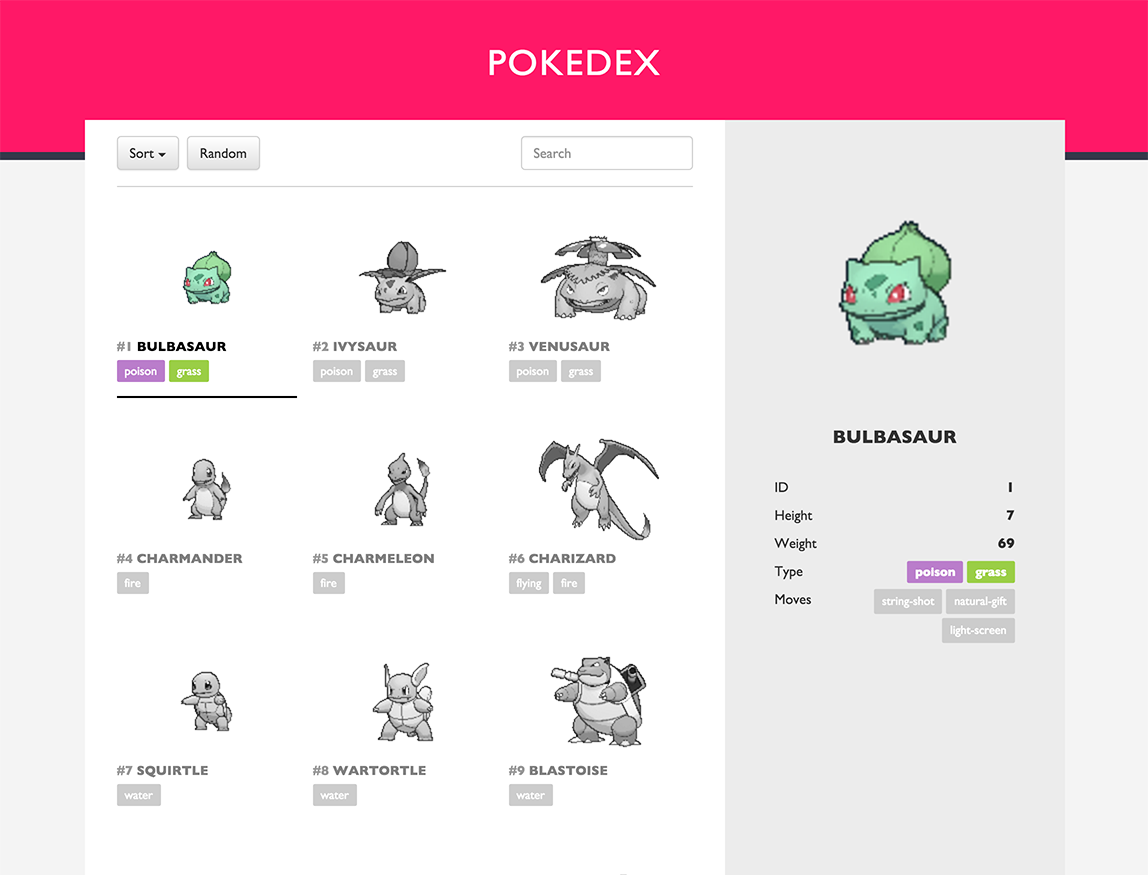 POKEDEX
Sort
Random
Search
#1 BULBASAUR
poison grass
#2 IVYSAUR
poison grass
#3 VENUSAUR
poison grass
#4 CHARMANDER
fire
#5 CHARMELEON
fire
#6 CHARIZARD
flying fire
#7 SQUIRTLE
water
#8 WARTORTLE
water
#9 BLASTOISE
water
BULBASAUR
ID 1
Height 7
Weight 69
Type poison grass
Moves string-shot natural-gift
light-screen